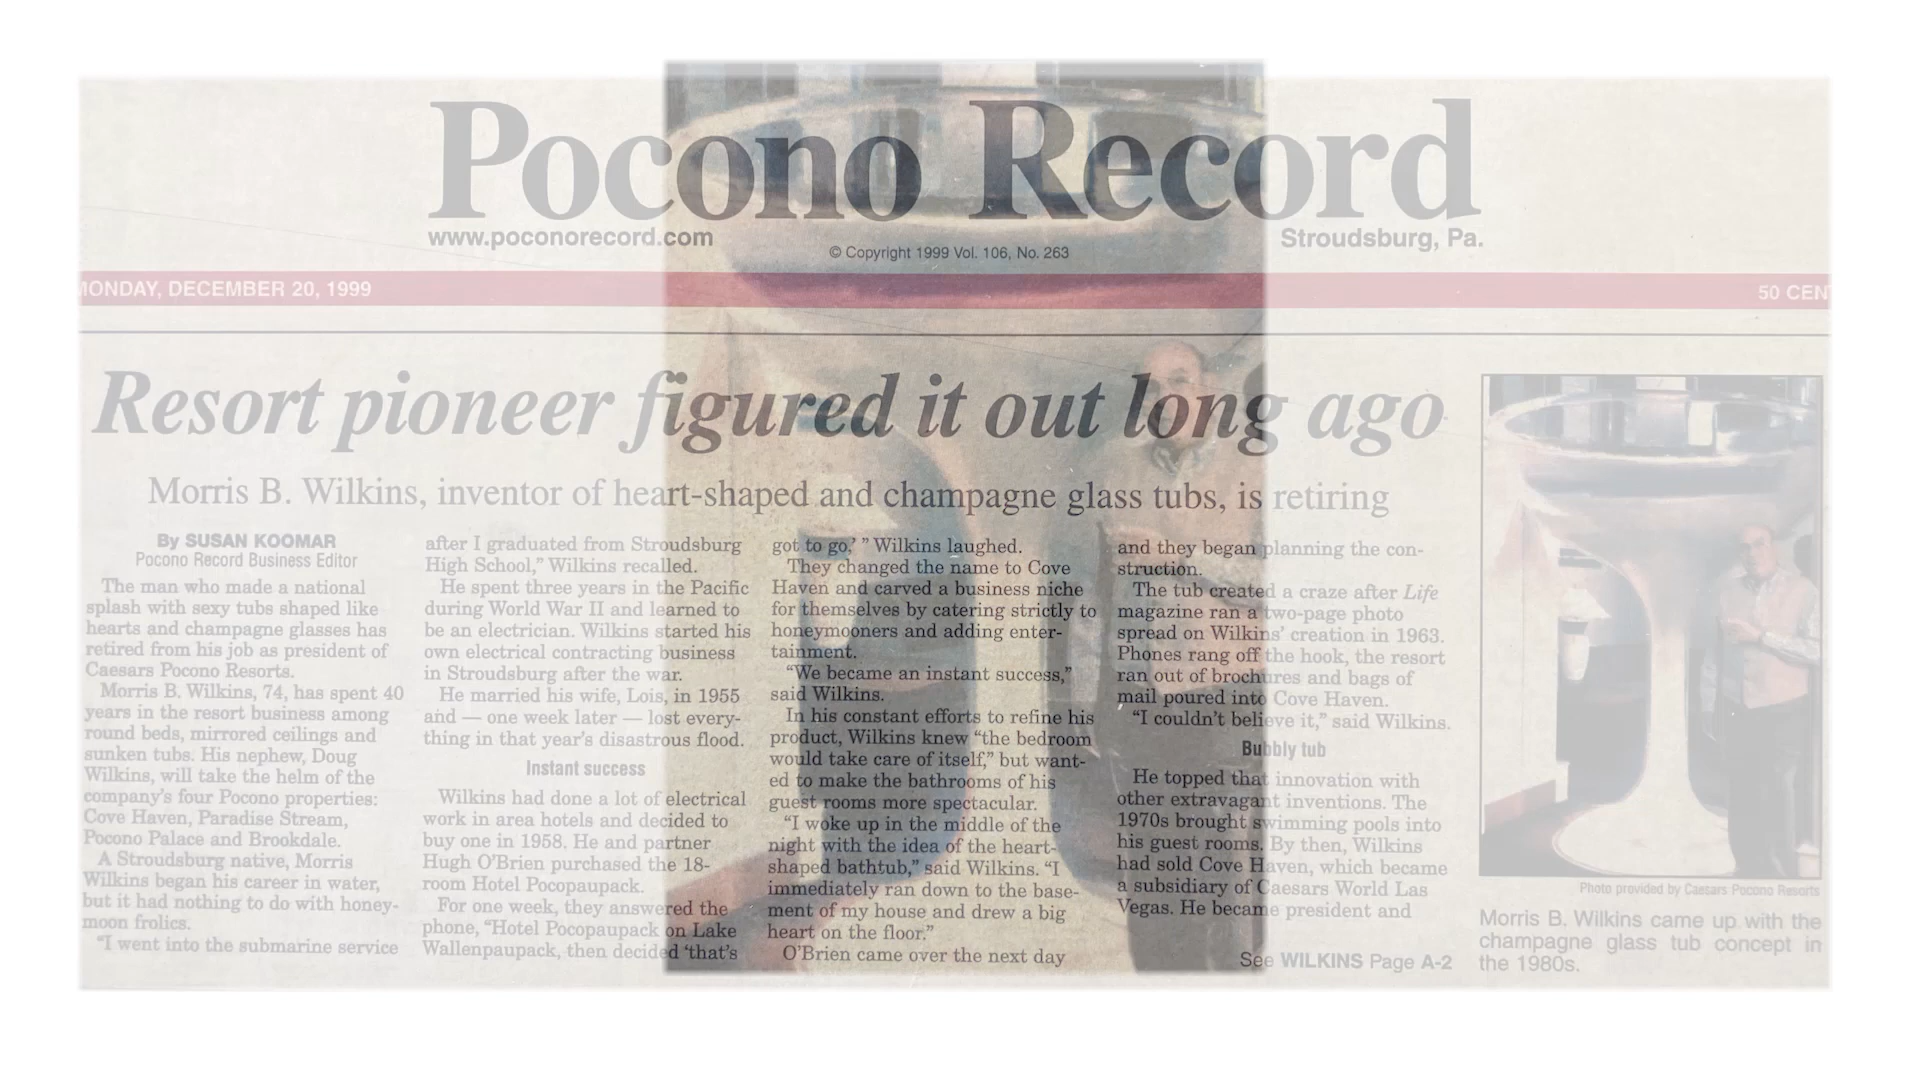 Pocono Record
www.poconorecord.com
© Copyright 1999 Vol. 106, No. 263
Stroudsburg, Pa.
MONDAY, DECEMBER 20, 1999
50 CEN
Resort pioneer figured it out long ago
Morris B. Wilkins, inventor of heart-shaped and champagne glass tubs, is retiring
By SUSAN KOOMAR
Pocono Record Business Editor
The man who made a national
splash with sexy tubs shaped like
hearts and champagne glasses has
retired from his job as president of
Caesars Pocono Resorts.
Morris B. Wilkins, 74, has spent 40
years in the resort business among
round beds, mirrored ceilings and
sunken tubs. His nephew, Doug
Wilkins, will take the helm of the
company's four Pocono properties:
Cove Haven, Paradise Stream,
Pocono Palace and Brookdale.
A Stroudsburg native, Morris
Wilkins began his career in water,
but it had nothing to do with honey-
moon frolics.
"I went into the submarine service
after I graduated from Stroudsburg
High School," Wilkins recalled.
He spent three years in the Pacific
during World War II and learned to
be an electrician. Wilkins started his
own electrical contracting business
in Stroudsburg after the war.
He married his wife, Lois, in 1955
and — one week later — lost every-
thing in that year's disastrous flood.
Instant success
Wilkins had done a lot of electrical
work in area hotels and decided to
buy one in 1958. He and partner
Hugh O'Brien purchased the 18-
room Hotel Pocopaupack.
For one week, they answered the
phone, "Hotel Pocopaupack on Lake
Wallenpaupack, then decided 'that's
got to go,' " Wilkins laughed.
They changed the name to Cove
Haven and carved a business niche
for themselves by catering strictly to
honeymooners and adding enter-
tainment.
"We became an instant success,"
said Wilkins.
In his constant efforts to refine his
product, Wilkins knew "the bedroom
would take care of itself," but want-
ed to make the bathrooms of his
guest rooms more spectacular.
"I woke up in the middle of the
night with the idea of the heart-
shaped bathtub," said Wilkins. "I
immediately ran down to the base-
ment of my house and drew a big
heart on the floor."
O'Brien came over the next day
and they began planning the con-
struction.
The tub created a craze after Life
magazine ran a two-page photo
spread on Wilkins' creation in 1963.
Phones rang off the hook, the resort
ran out of brochures and bags of
mail poured into Cove Haven.
"I couldn't believe it," said Wilkins.
Bubbly tub
He topped that innovation with
other extravagant inventions. The
1970s brought swimming pools into
his guest rooms. By then, Wilkins
had sold Cove Haven, which became
a subsidiary of Caesars World Las
Vegas. He became president and
See WILKINS Page A-2
Photo provided by Caesars Pocono Resorts
Morris B. Wilkins came up with the
champagne glass tub concept in
the 1980s.